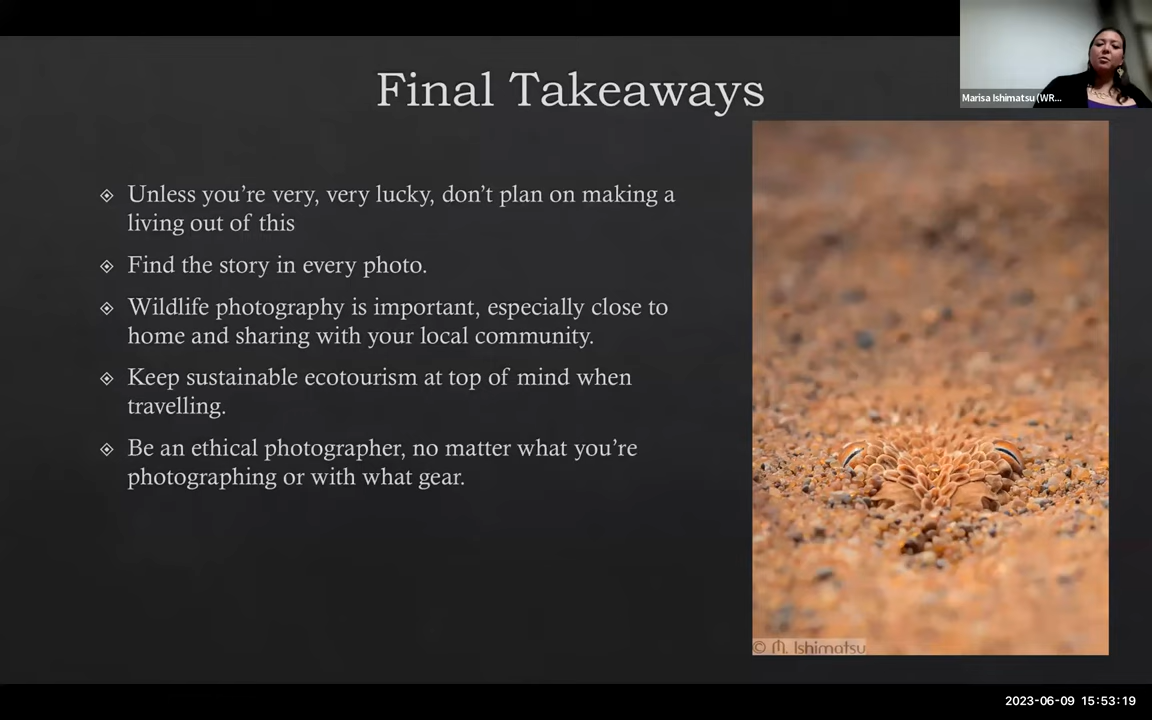 Final Takeaways
Marisa Ishimatsu (WR...
Unless you’re very, very lucky, don’t plan on making a
living out of this
Find the story in every photo.
Wildlife photography is important, especially close to
home and sharing with your local community.
Keep sustainable ecotourism at top of mind when
travelling.
Be an ethical photographer, no matter what you’re
photographing or with what gear.
© M. Ishimatsu
2023-06-09 15:53:19